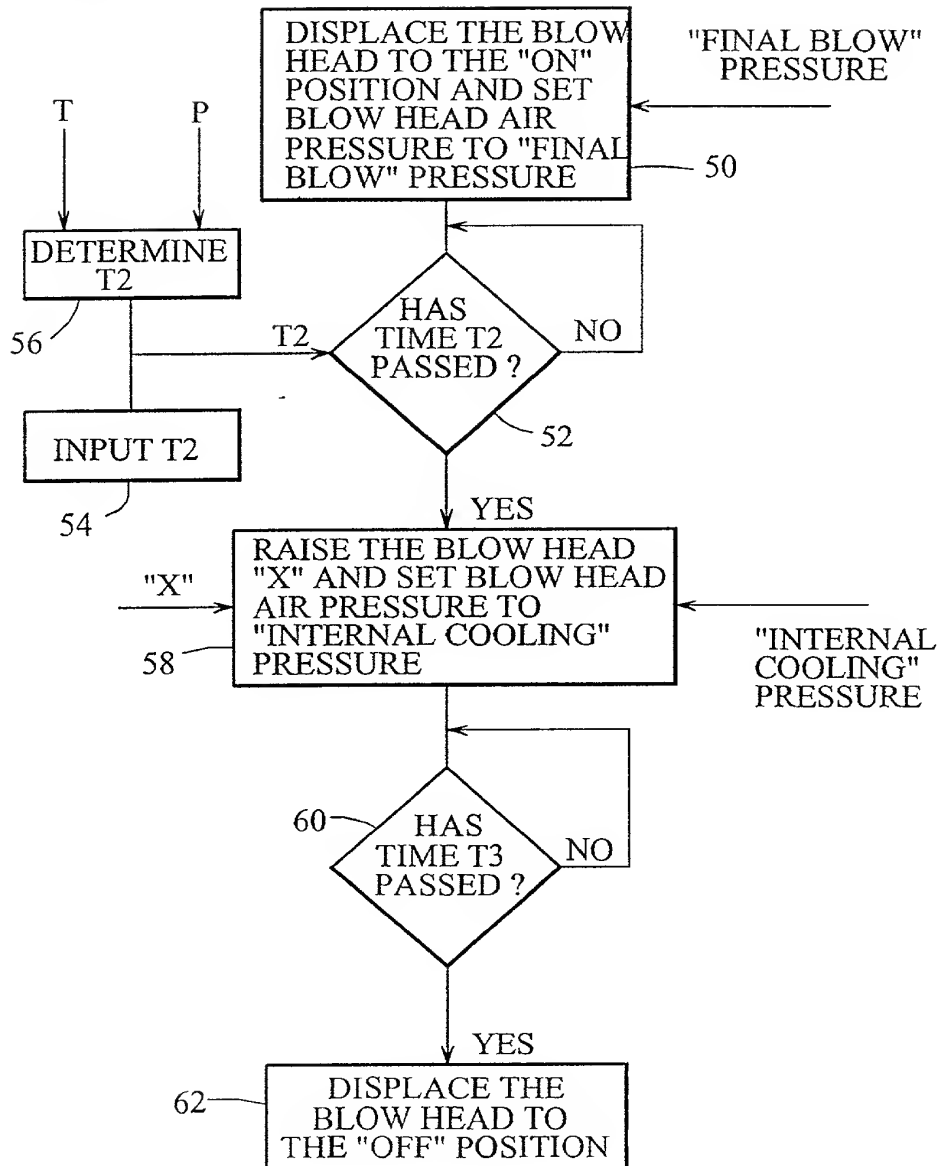 DISPLACE THE BLOW
HEAD TO THE "ON"
POSITION AND SET
BLOW HEAD AIR
PRESSURE TO "FINAL
BLOW" PRESSURE
"FINAL BLOW"
PRESSURE
50
T
P
DETERMINE
T2
56
T2
HAS
TIME T2
PASSED ?
NO
52
INPUT T2
54
YES
RAISE THE BLOW HEAD
"X" AND SET BLOW HEAD
AIR PRESSURE TO
"INTERNAL COOLING"
PRESSURE
"X"
58
"INTERNAL
COOLING"
PRESSURE
60
HAS
TIME T3
PASSED ?
NO
YES
62
DISPLACE THE
BLOW HEAD TO
THE "OFF" POSITION